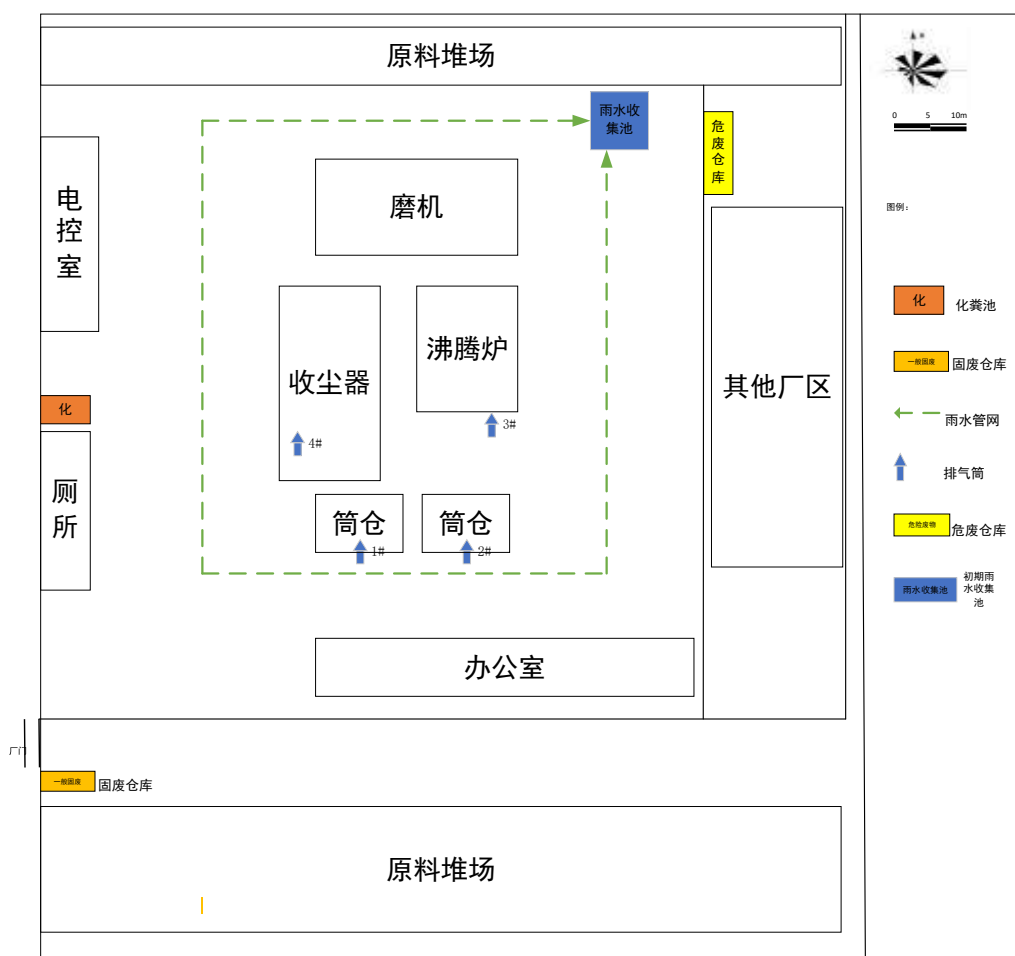 原料堆场
雨水收
集池
危
废
仓
库
0 5 10m
磨机
电
控
室
图例：
化
化粪池
沸腾炉
收尘器
其他厂区
一般固废
固废仓库
化
3#
雨水管网
4#
排气筒
厕
所
筒仓
筒仓
1#
2#
危险废物
危废仓库
雨水收集池
初期雨
水收集
池
办公室
厂门
一般固废
固废仓库
原料堆场